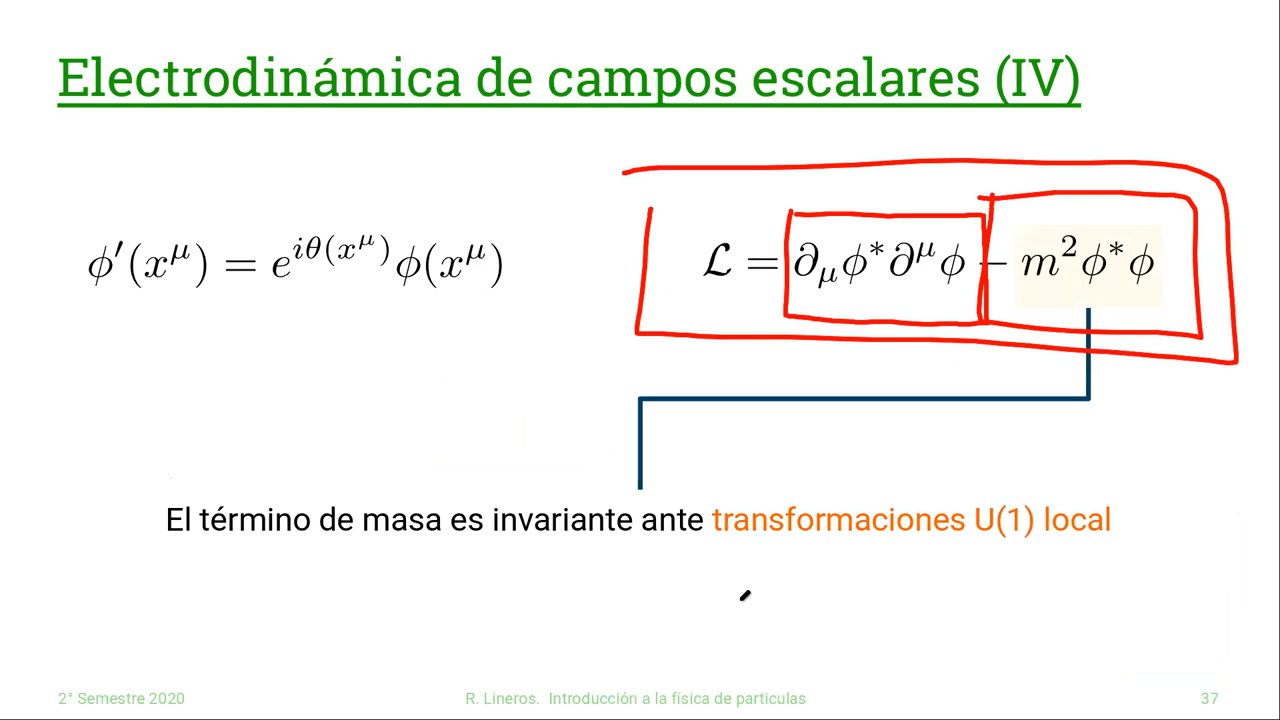 Electrodinámica de campos escalares (IV)
ϕ′(x^μ) = e^{iθ(x^μ)}ϕ(x^μ)
ℒ = ∂_μϕ*∂^μϕ − m²ϕ*ϕ
El término de masa es invariante ante transformaciones U(1) local
2° Semestre 2020
R. Lineros. Introducción a la física de particulas
37